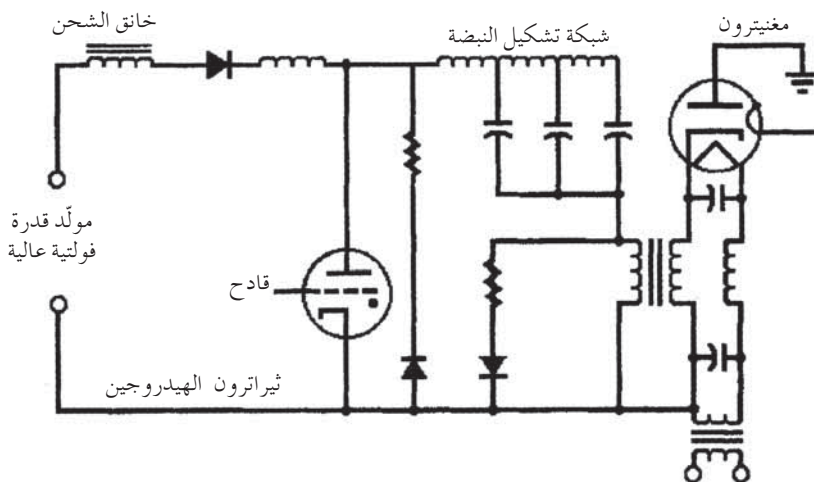 خانق الشحن
شبكة تشكيل النبضة
مغنيترون
مولّد قدرة
فولتية عالية
قادح
ثيراترون الهيدروجين